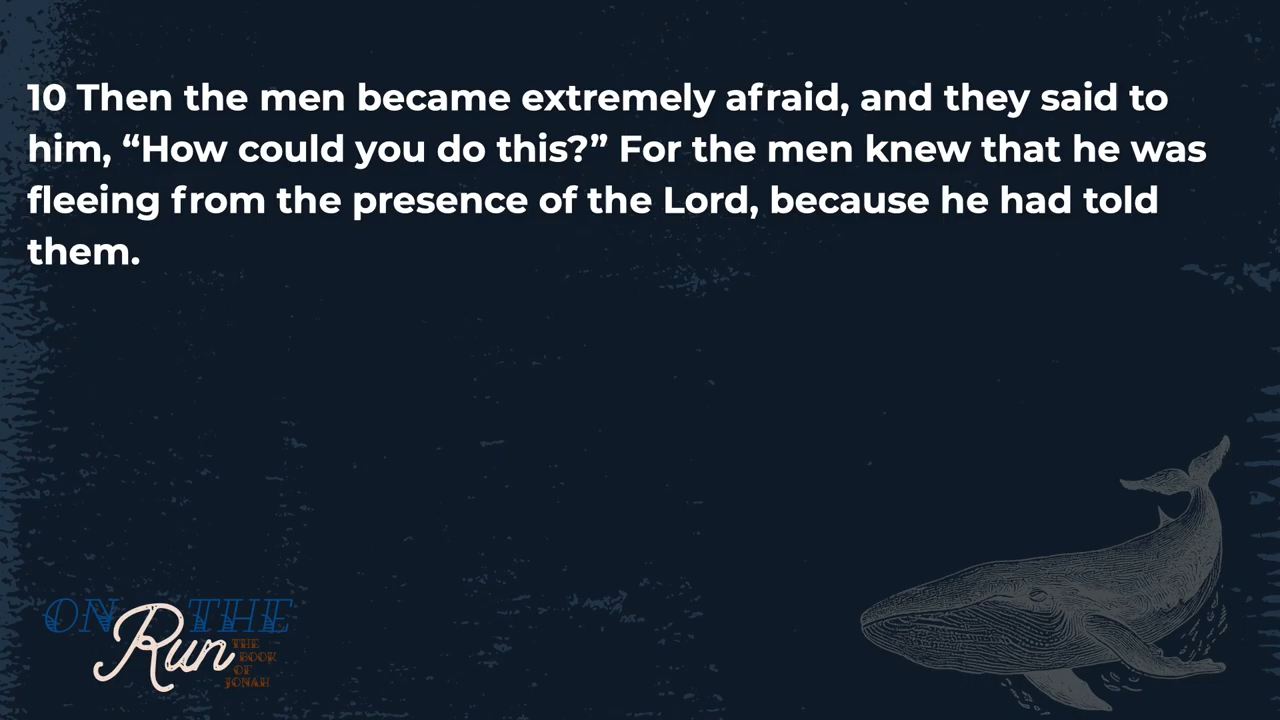 10 Then the men became extremely afraid, and they said to
him, “How could you do this?” For the men knew that he was
fleeing from the presence of the Lord, because he had told
them.
ON THE
Run
THE
BOOK
OF
JONAH